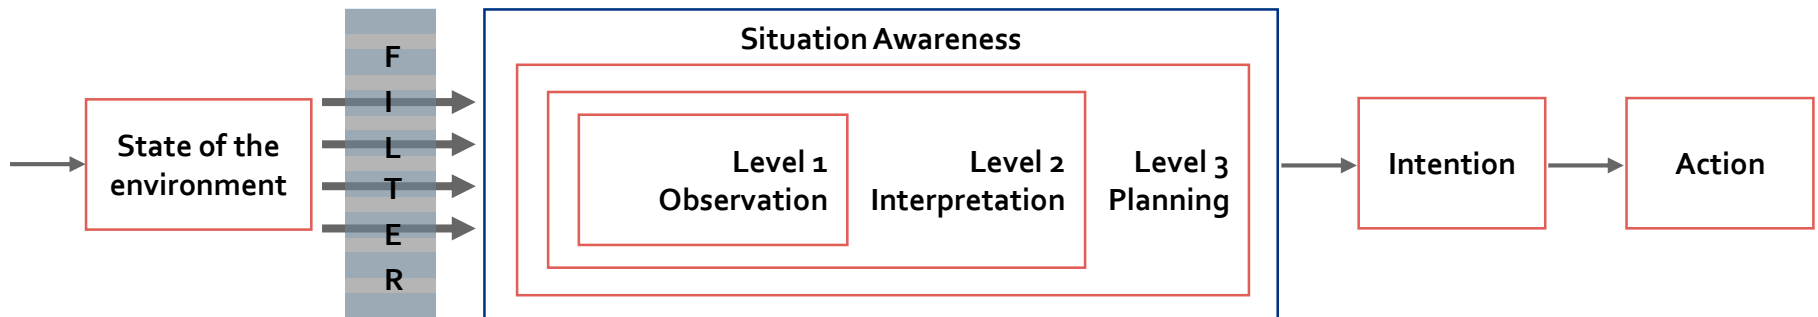 State of the
environment
F
I
L
T
E
R
Situation Awareness
Level 1
Observation
Level 2
Interpretation
Level 3
Planning
Intention
Action